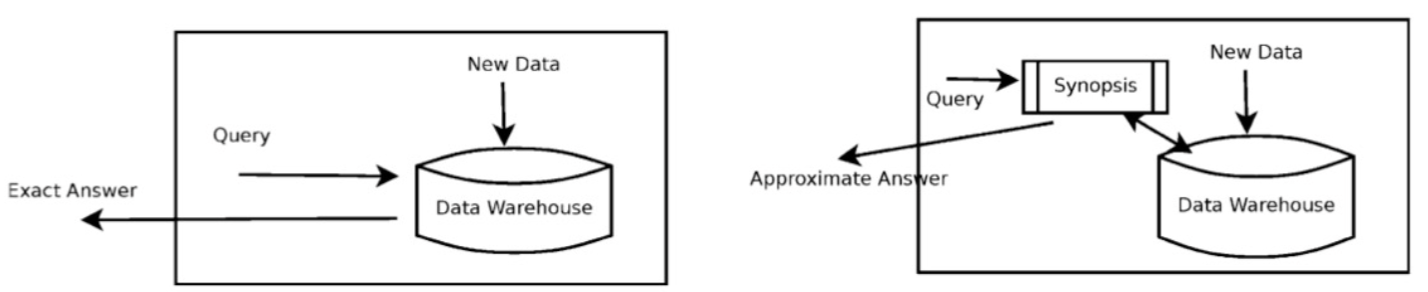 New Data
Query
Exact Answer
Data Warehouse
New Data
Synopsis
Query
Approximate Answer
Data Warehouse